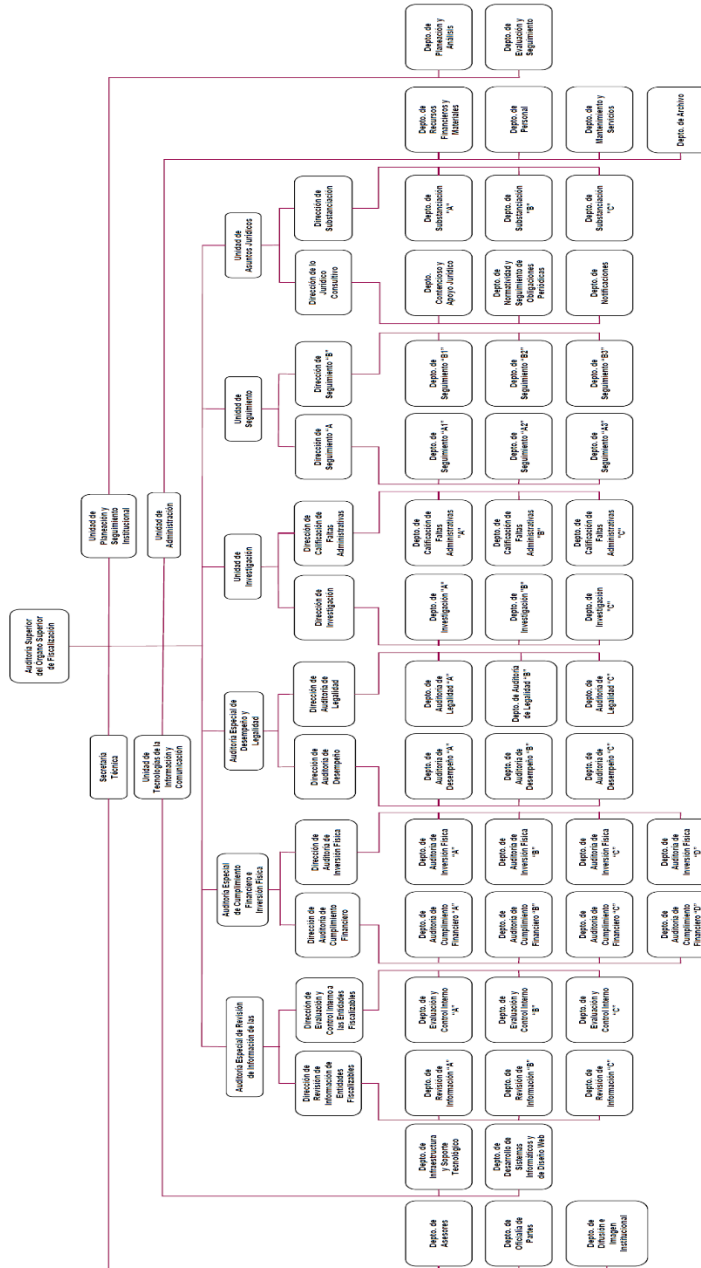 Auditoría Superior
del Órgano Superior
de Fiscalización
Secretaría
Técnica
Unidad de
Planeación y
Seguimiento
Institucional
Unidad de
Tecnologías de la
Información y
Comunicación
Unidad de
Administración
Auditoría Especial de Revisión
de Información de las
Auditoría Especial
de Cumplimiento
Financiero e
Inversión Física
Auditoría Especial
de Desempeño y
Legalidad
Unidad de
Investigación
Unidad de
Seguimiento
Unidad de
Asuntos Jurídicos
Dirección de
Revisión de
Información de
Entidades
Fiscalizables
Dirección de
Evaluación y
Control Interno a
las Entidades
Fiscalizables
Dirección de
Auditoría de
Cumplimiento
Financiero
Dirección de
Auditoría de
Inversión Física
Dirección de
Auditoría de
Desempeño
Dirección de
Auditoría de
Legalidad
Dirección de
Investigación
Dirección de
Calificación de
Faltas
Administrativas
Dirección de
Seguimiento "A
Dirección de
Seguimiento "B"
Dirección de lo
Jurídico
Consultivo
Dirección de
Substanciación
Depto. de
Asesores
Depto. de
Infraestructura
y Soporte
Tecnológico
Depto. de
Revisión de
Información "A"
Depto. de
Evaluación y
Control Interno
"A"
Depto. de
Auditoría de
Cumplimiento
Financiero "A"
Depto. de
Auditoría de
Inversión Física
"A"
Depto. de
Auditoría de
Desempeño "A"
Depto. de
Auditoría de
Legalidad "A"
Depto. de
Investigación "A"
Depto. de
Calificación de
Faltas
Administrativas
"A"
Depto. de
Seguimiento "A1"
Depto. de
Seguimiento "B1"
Depto.
Contencioso y
Apoyo Jurídico
Depto. de
Substanciación
"A"
Depto. de
Recursos
Financieros y
Materiales
Depto. de
Planeación y
Análisis
Depto. de
Oficialía de
Partes
Depto. de
Desarrollo de
Sistemas
Informáticos y
de Diseño Web
Depto. de
Revisión de
Información "B"
Depto. de
Evaluación y
Control Interno
"B"
Depto. de
Auditoría de
Cumplimiento
Financiero "B"
Depto. de
Auditoría de
Inversión Física
"B"
Depto. de
Auditoría de
Desempeño "B"
Depto. de Auditoría
de Legalidad "B"
Depto. de
Investigación "B"
Depto. de
Calificación de
Faltas
Administrativas
"B"
Depto. de
Seguimiento "A2"
Depto. de
Seguimiento "B2"
Depto. de
Normatividad y
Seguimiento de
Obligaciones
Periódicas
Depto. de
Substanciación
"B"
Depto. de
Personal
Depto. de
Evaluación y
Seguimiento
Depto. de
Difusión e
Imagen
Institucional
Depto. de
Revisión de
Información "C"
Depto. de
Evaluación y
Control Interno
"C"
Depto. de
Auditoría de
Cumplimiento
Financiero "C"
Depto. de
Auditoría de
Inversión Física
"C"
Depto. de
Auditoría de
Desempeño "C"
Depto. de
Auditoría de
Legalidad "C"
Depto. de
Investigación
"C"
Depto. de
Calificación de
Faltas
Administrativas
"C"
Depto. de
Seguimiento "A3"
Depto. de
Seguimiento "B3"
Depto. de
Notificaciones
Depto. de
Substanciación
"C"
Depto. de
Mantenimiento y
Servicios
Depto. de
Auditoría de
Cumplimiento
Financiero "D"
Depto. de
Auditoría de
Inversión Física
"D"
Depto. de Archivo